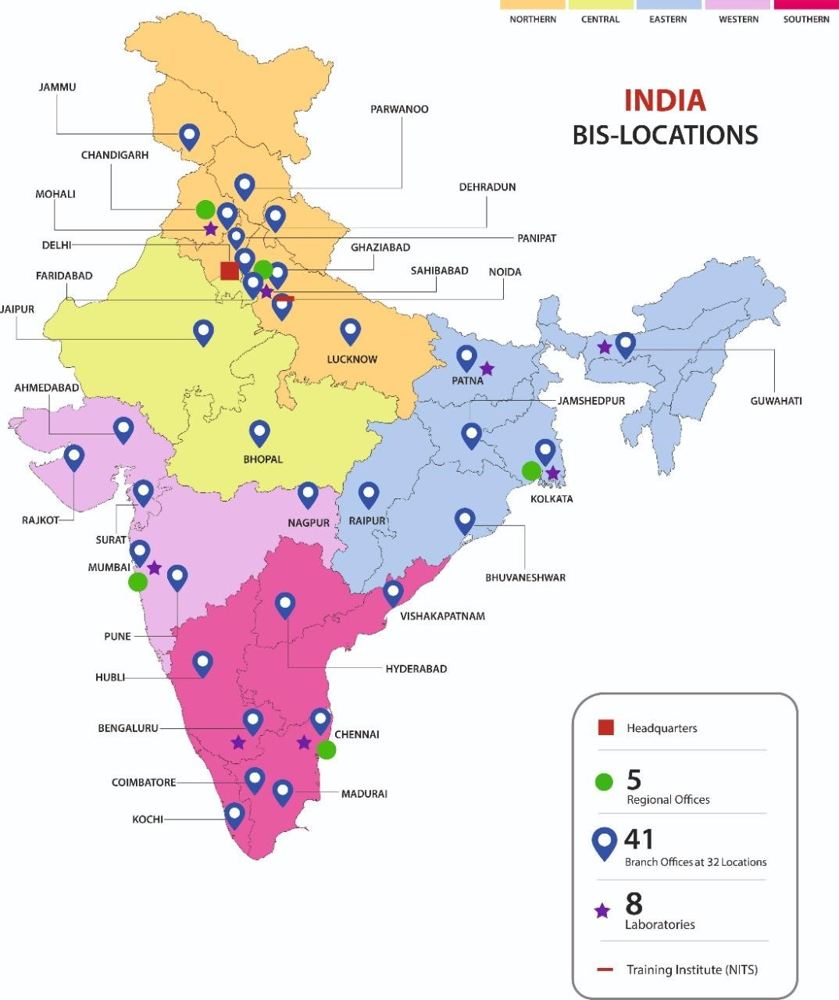 NORTHERN
CENTRAL
EASTERN
WESTERN
SOUTHERN
INDIA
BIS-LOCATIONS
JAMMU
PARWANOO
CHANDIGARH
DEHRADUN
MOHALI
PANIPAT
DELHI
GHAZIABAD
SAHIBABAD
NOIDA
FARIDABAD
JAIPUR
LUCKNOW
PATNA
AHMEDABAD
JAMSHEDPUR
GUWAHATI
BHOPAL
KOLKATA
RAJKOT
NAGPUR
RAIPUR
SURAT
MUMBAI
BHUVANESHWAR
VISHAKAPATNAM
PUNE
HYDERABAD
HUBLI
BENGALURU
CHENNAI
COIMBATORE
MADURAI
KOCHI
Headquarters
5
Regional Offices
41
Branch Offices at 32 Locations
8
Laboratories
Training Institute (NITS)